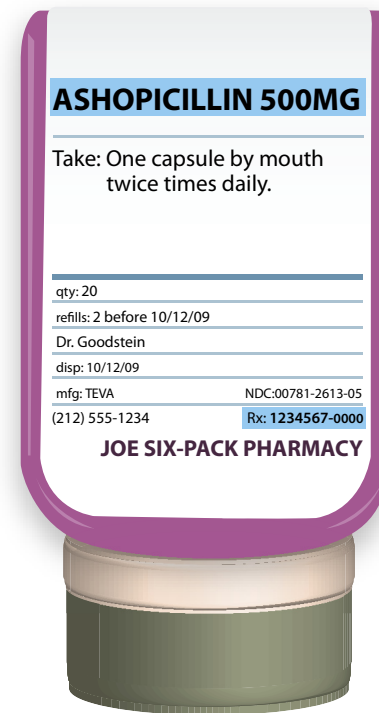 ASHOPICILLIN 500MG
Take: One capsule by mouth
twice times daily.
qty: 20
refills: 2 before 10/12/09
Dr. Goodstein
disp: 10/12/09
mfg: TEVA NDC:00781-2613-05
(212) 555-1234 Rx: 1234567-0000
JOE SIX-PACK PHARMACY